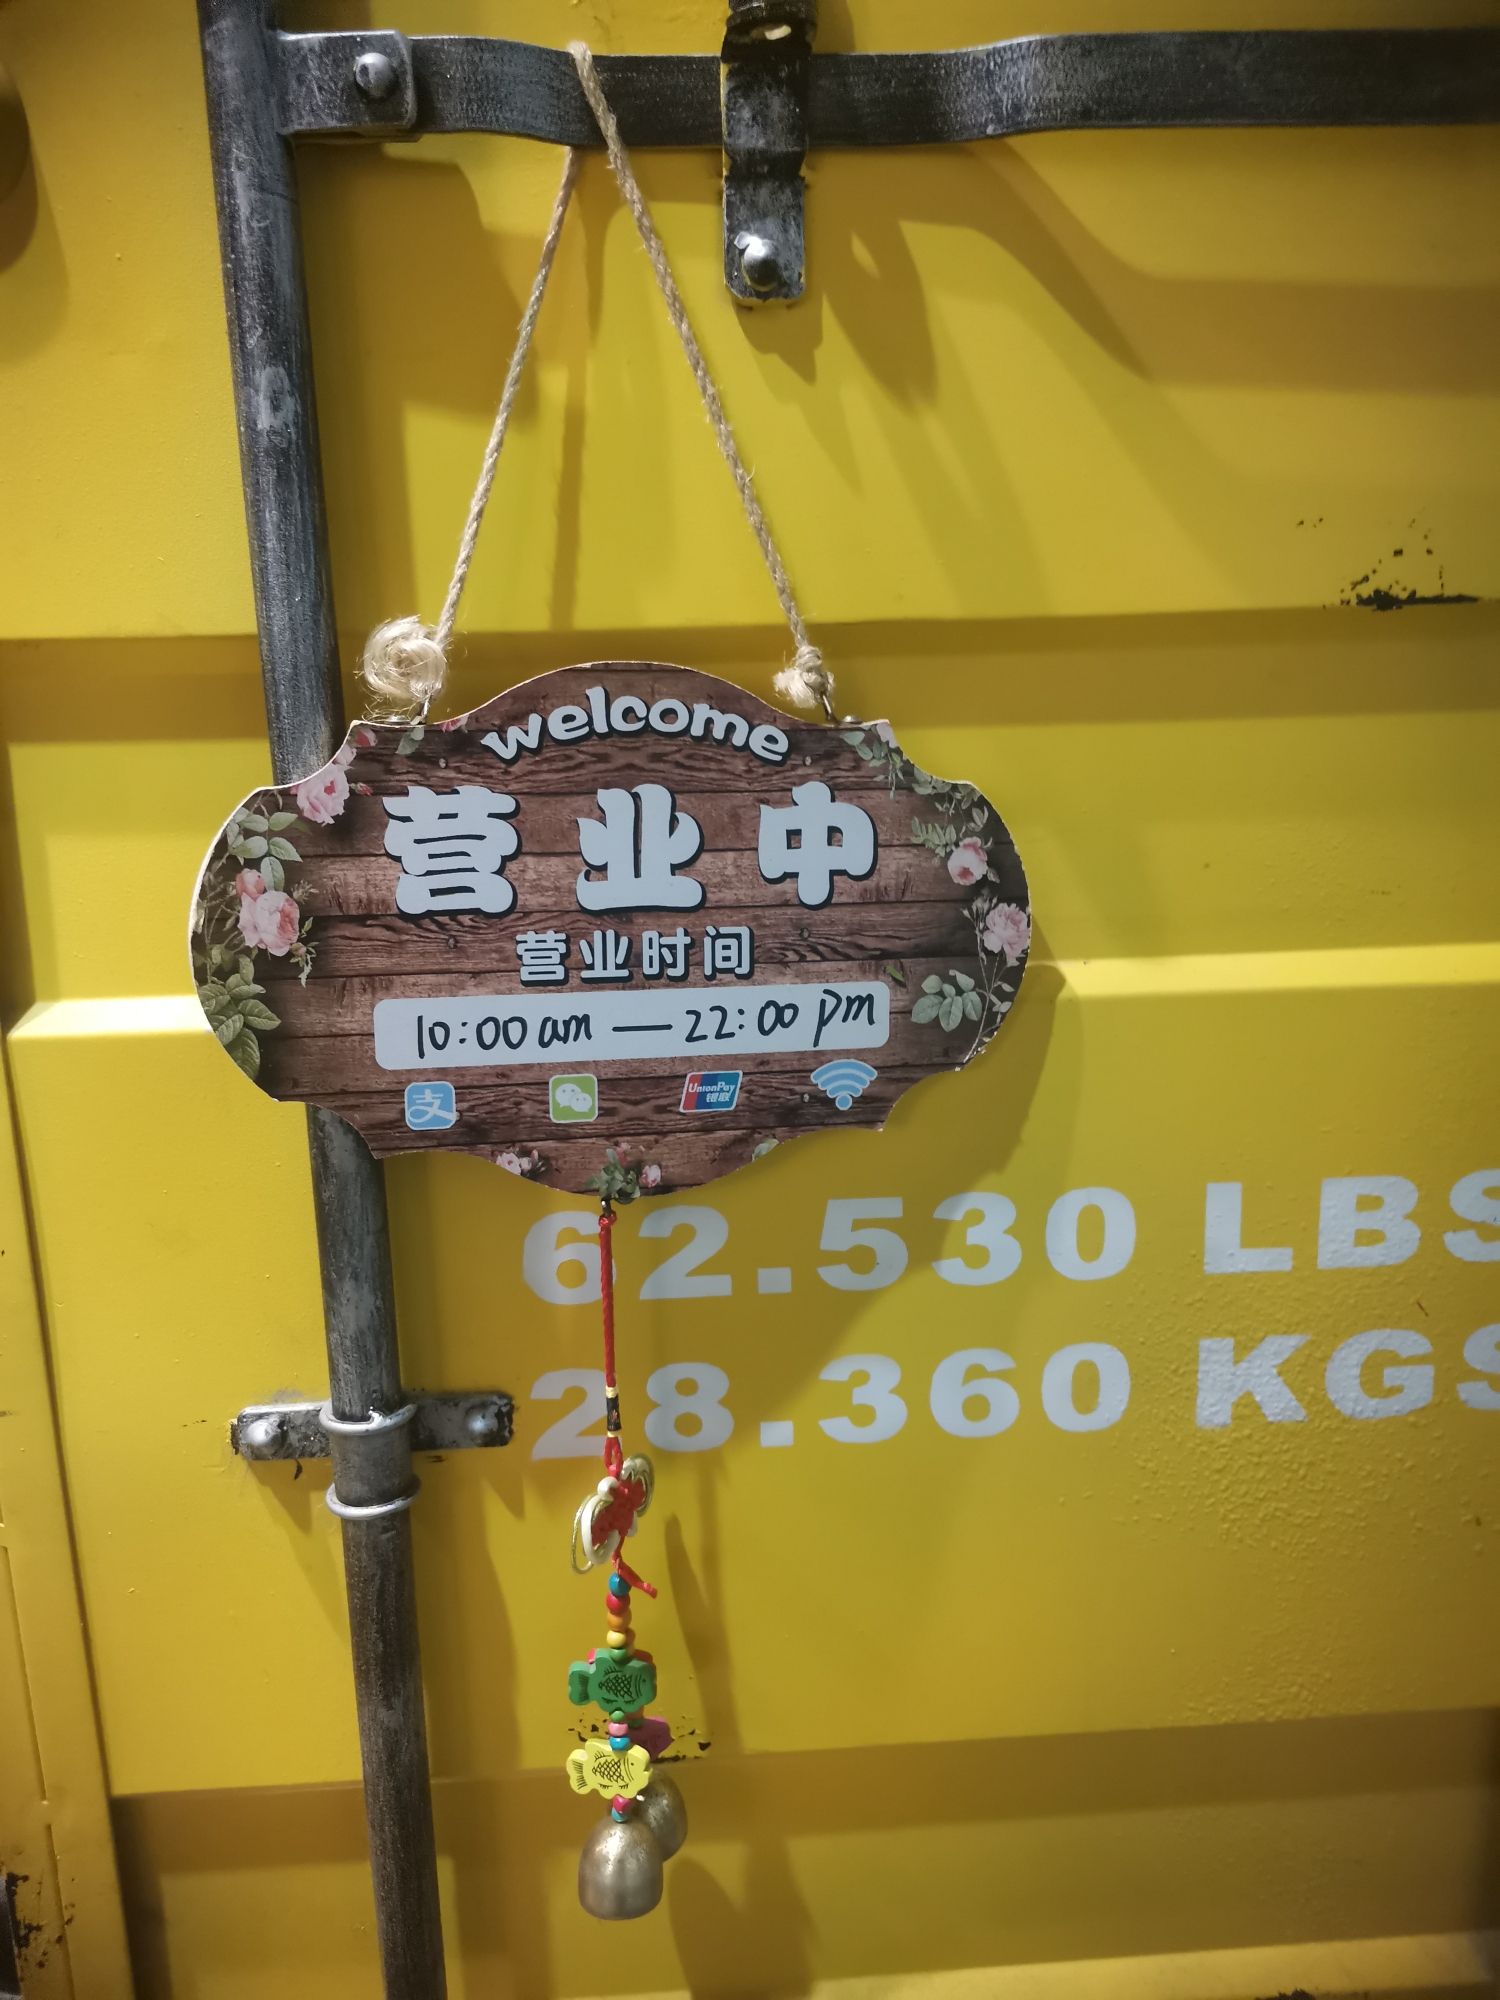 welcome
营业中
营业时间
10:00 am — 22:00 pm
支
UnionPay
银联
62.530 LBS
28.360 KGS